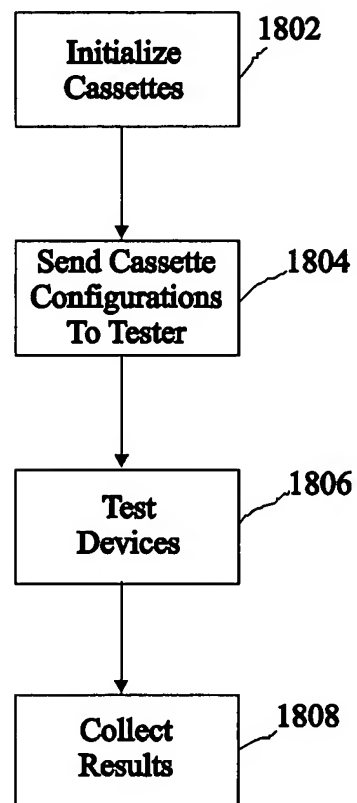 Initialize
Cassettes
1802
Send Cassette
Configurations
To Tester
1804
Test
Devices
1806
Collect
Results
1808